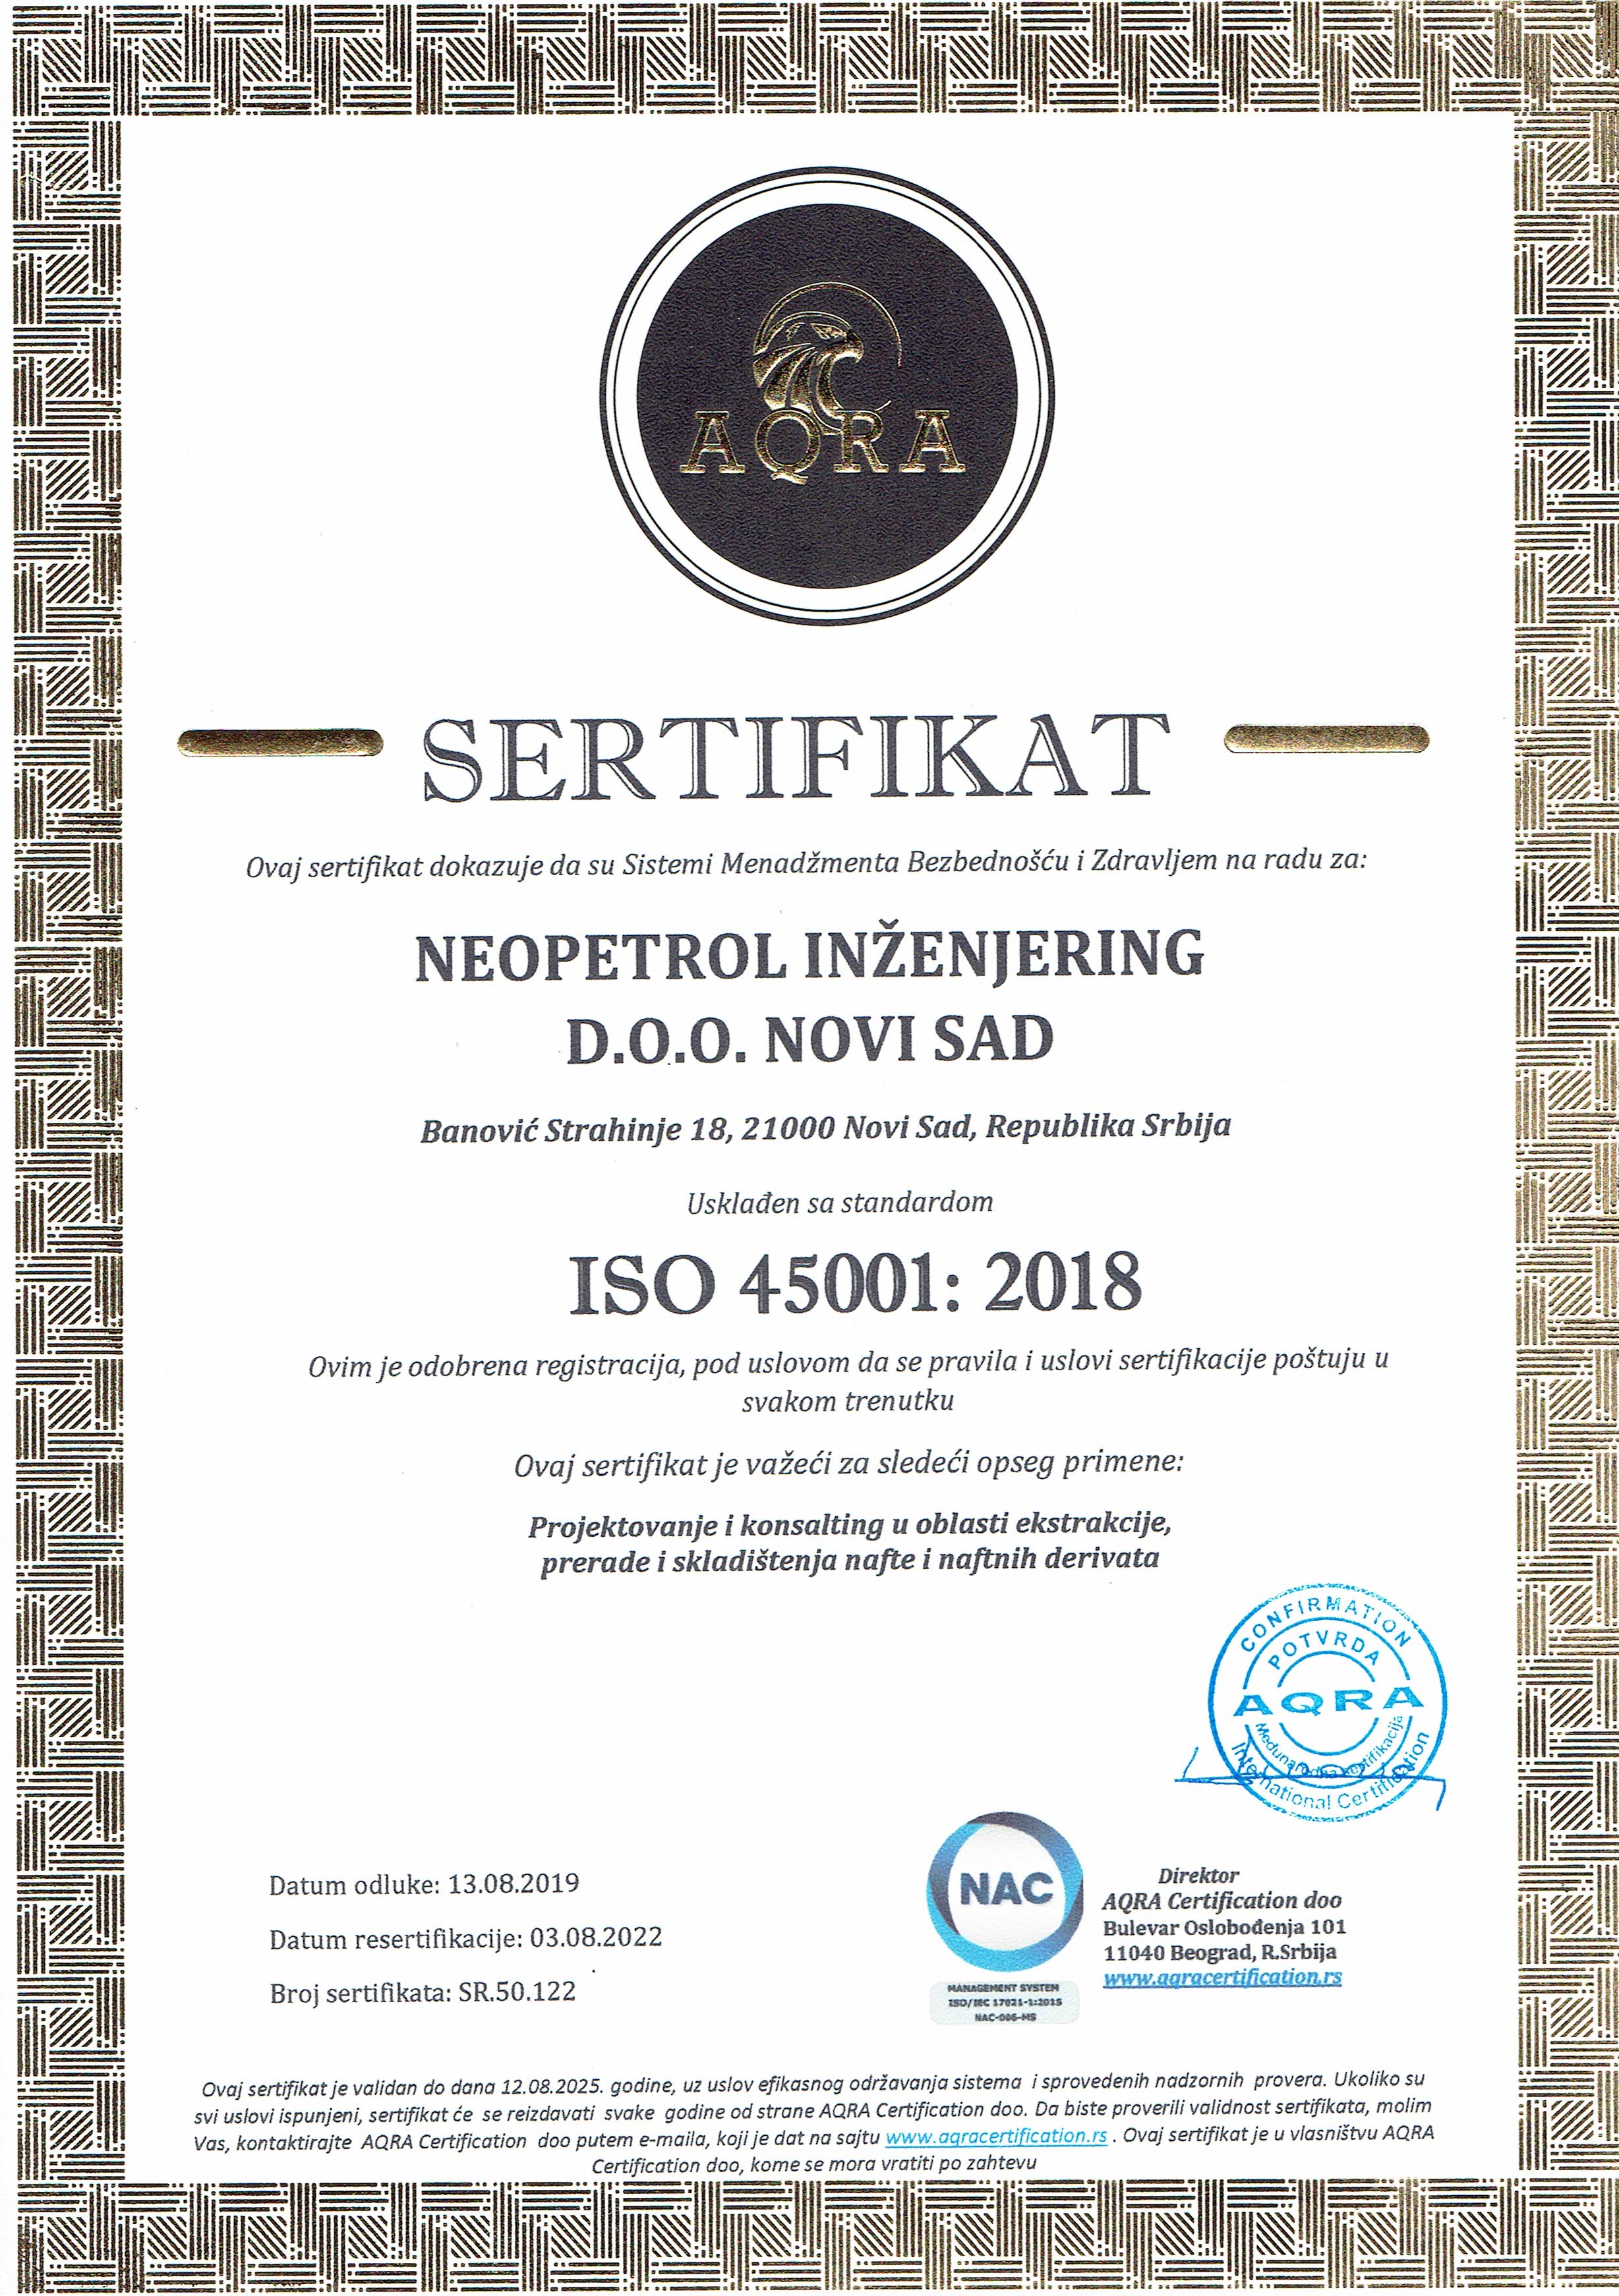 AQRA
SERTIFIKAT
Ovaj sertifikat dokazuje da su Sistemi Menadžmenta Bezbednošću i Zdravljem na radu za:
NEOPETROL INŽENJERING
D.O.O. NOVI SAD
Banović Strahinje 18, 21000 Novi Sad, Republika Srbija
Usklađen sa standardom
ISO 45001: 2018
Ovim je odobrena registracija, pod uslovom da se pravila i uslovi sertifikacije poštuju u
svakom trenutku
Ovaj sertifikat je važeći za sledeći opseg primene:
Projektovanje i konsalting u oblasti ekstrakcije,
prerade i skladištenja nafte i naftnih derivata
CONFIRMATION
POTVRDA
AQRA
Međunarodna sertifikacija
International Certification
Datum odluke: 13.08.2019
Datum resertifikacije: 03.08.2022
Broj sertifikata: SR.50.122
NAC
MANAGEMENT SYSTEM
ISO/IEC 17021-1:2015
NAC-006-MS
Direktor
AQRA Certification doo
Bulevar Oslobođenja 101
11040 Beograd, R.Srbija
www.aqracertification.rs
Ovaj sertifikat je validan do dana 12.08.2025. godine, uz uslov efikasnog održavanja sistema i sprovedenih nadzornih provera. Ukoliko su
svi uslovi ispunjeni, sertifikat će se reizdavati svake godine od strane AQRA Certification doo. Da biste proverili validnost sertifikata, molim
Vas, kontaktirajte AQRA Certification doo putem e-maila, koji je dat na sajtu www.aqracertification.rs . Ovaj sertifikat je u vlasništvu AQRA
Certification doo, kome se mora vratiti po zahtevu